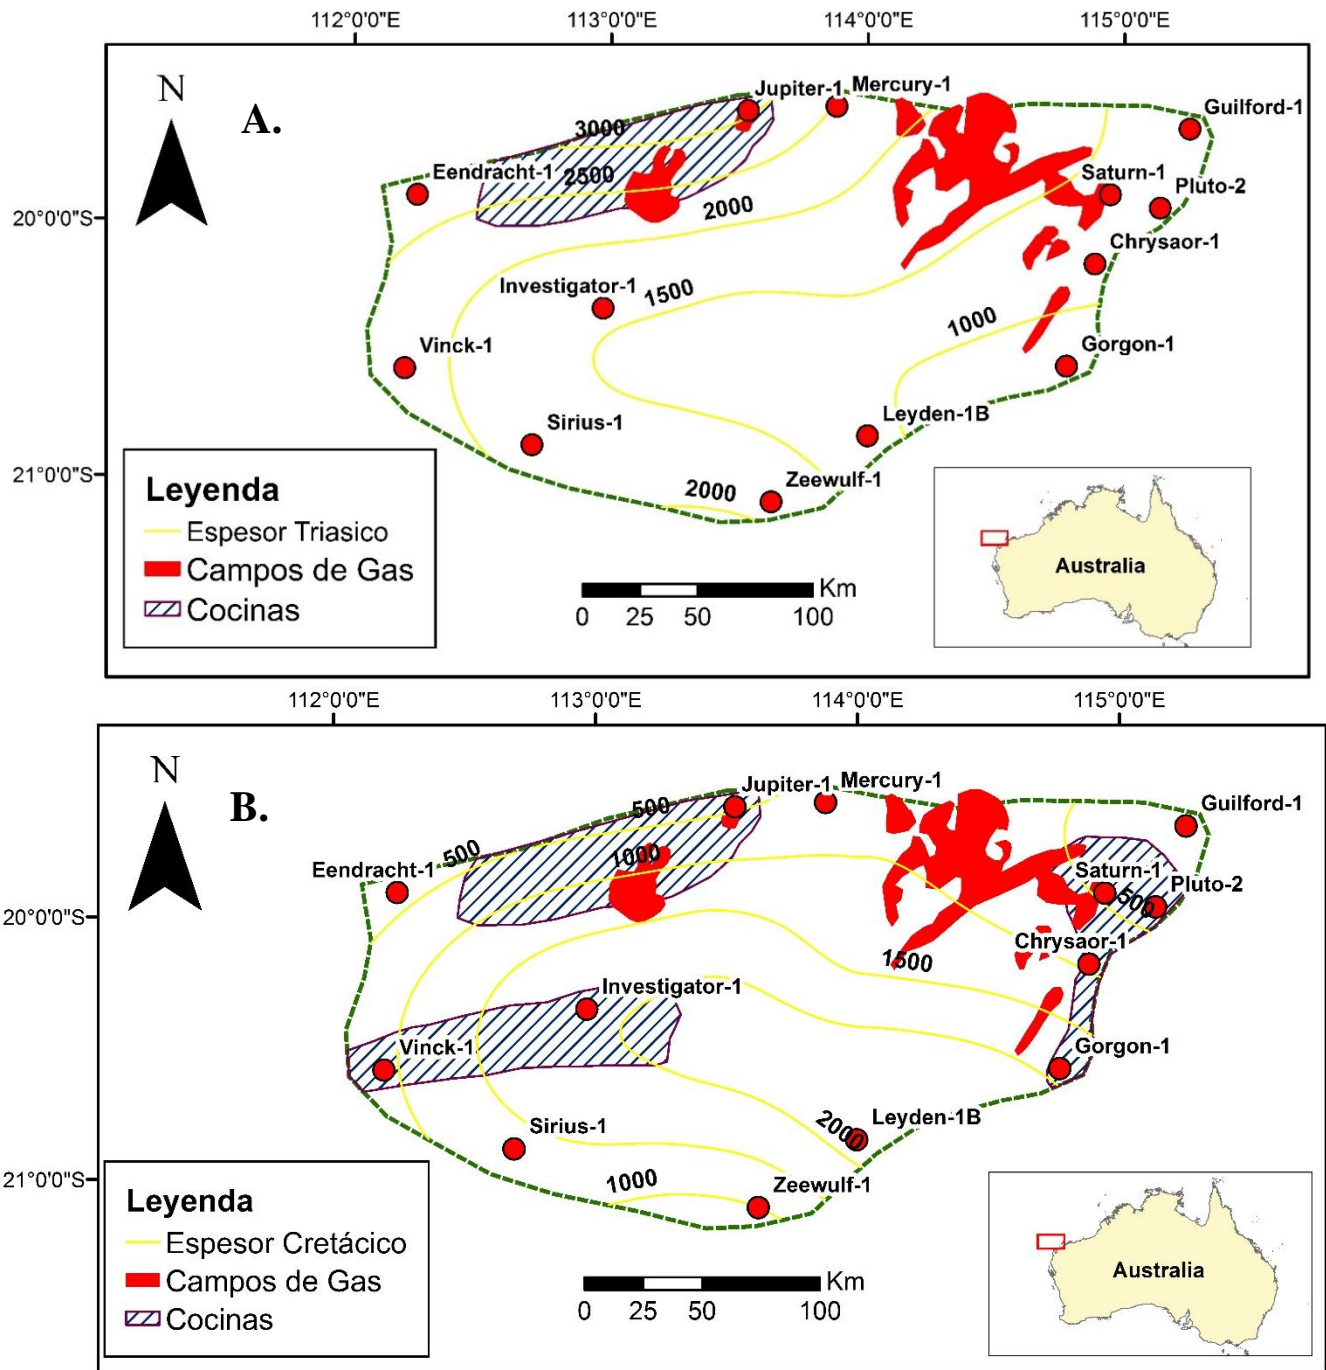 112°0'0"E 113°0'0"E 114°0'0"E 115°0'0"E
N
A.
Jupiter-1 Mercury-1
Guilford-1
3000
Eendracht-1 2500
Saturn-1
Pluto-2
2000
20°0'0"S
Chrysaor-1
Investigator-1 1500
1000
Vinck-1
Gorgon-1
Sirius-1
Leyden-1B
21°0'0"S
2000 Zeewulf-1
Leyenda
Espesor Triasico
Campos de Gas
Cocinas
Km
0 25 50 100
Australia
112°0'0"E 113°0'0"E 114°0'0"E 115°0'0"E
N
B.
Jupiter-1 Mercury-1
Guilford-1
500
500
1000
Eendracht-1
Saturn-1
Pluto-2
500
20°0'0"S
Chrysaor-1
1500
Investigator-1
Vinck-1
Gorgon-1
Sirius-1
Leyden-1B
2000
21°0'0"S
1000 Zeewulf-1
Leyenda
Espesor Cretácico
Campos de Gas
Cocinas
Km
0 25 50 100
Australia